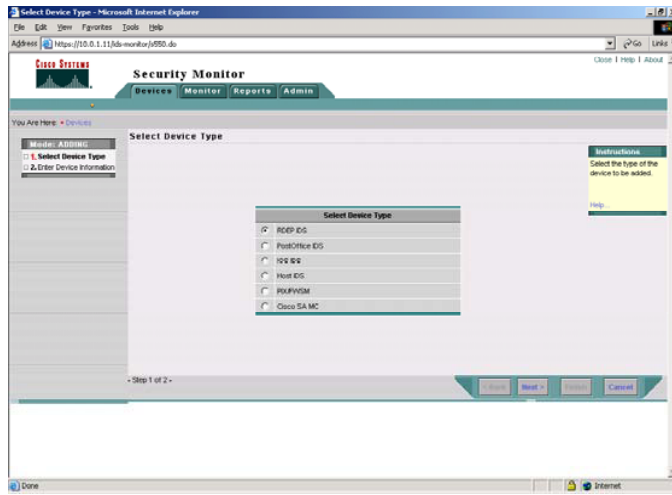 Select Device Type - Microsoft Internet Explorer
File Edit View Favorites Tools Help
Address https://10.0.1.11/ids-monitor/s550.do Go Links
Close | Help | About
CISCO SYSTEMS
Security Monitor
Devices Monitor Reports Admin
You Are Here: • Devices
Mode: ADDING
1. Select Device Type
2. Enter Device Information
Select Device Type
Instructions
Select the type of the
device to be added.
Help...
Select Device Type
RDEP IDS
PostOffice IDS
IOS IDS
Host IDS
PIX/FWSM
Cisco SA MC
- Step 1 of 2 -
< Back Next > Finish Cancel
Done Internet